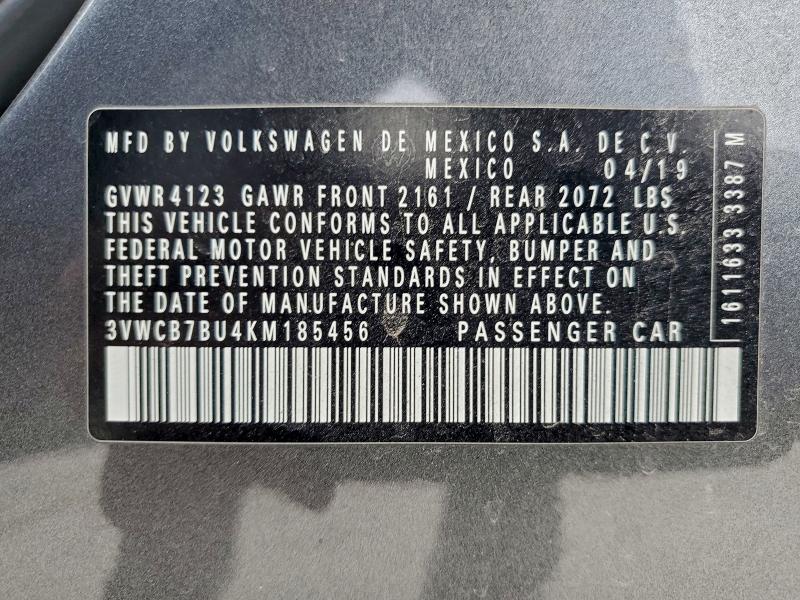 MFD BY VOLKSWAGEN DE MEXICO S.A. DE C.V.
MEXICO 04/19
GVWR 4123 GAWR FRONT 2161 / REAR 2072 LBS
THIS VEHICLE CONFORMS TO ALL APPLICABLE U.S.
FEDERAL MOTOR VEHICLE SAFETY, BUMPER AND
THEFT PREVENTION STANDARDS IN EFFECT ON
THE DATE OF MANUFACTURE SHOWN ABOVE.
3VWCB7BU4KM185456 PASSENGER CAR
1611633 3387 M